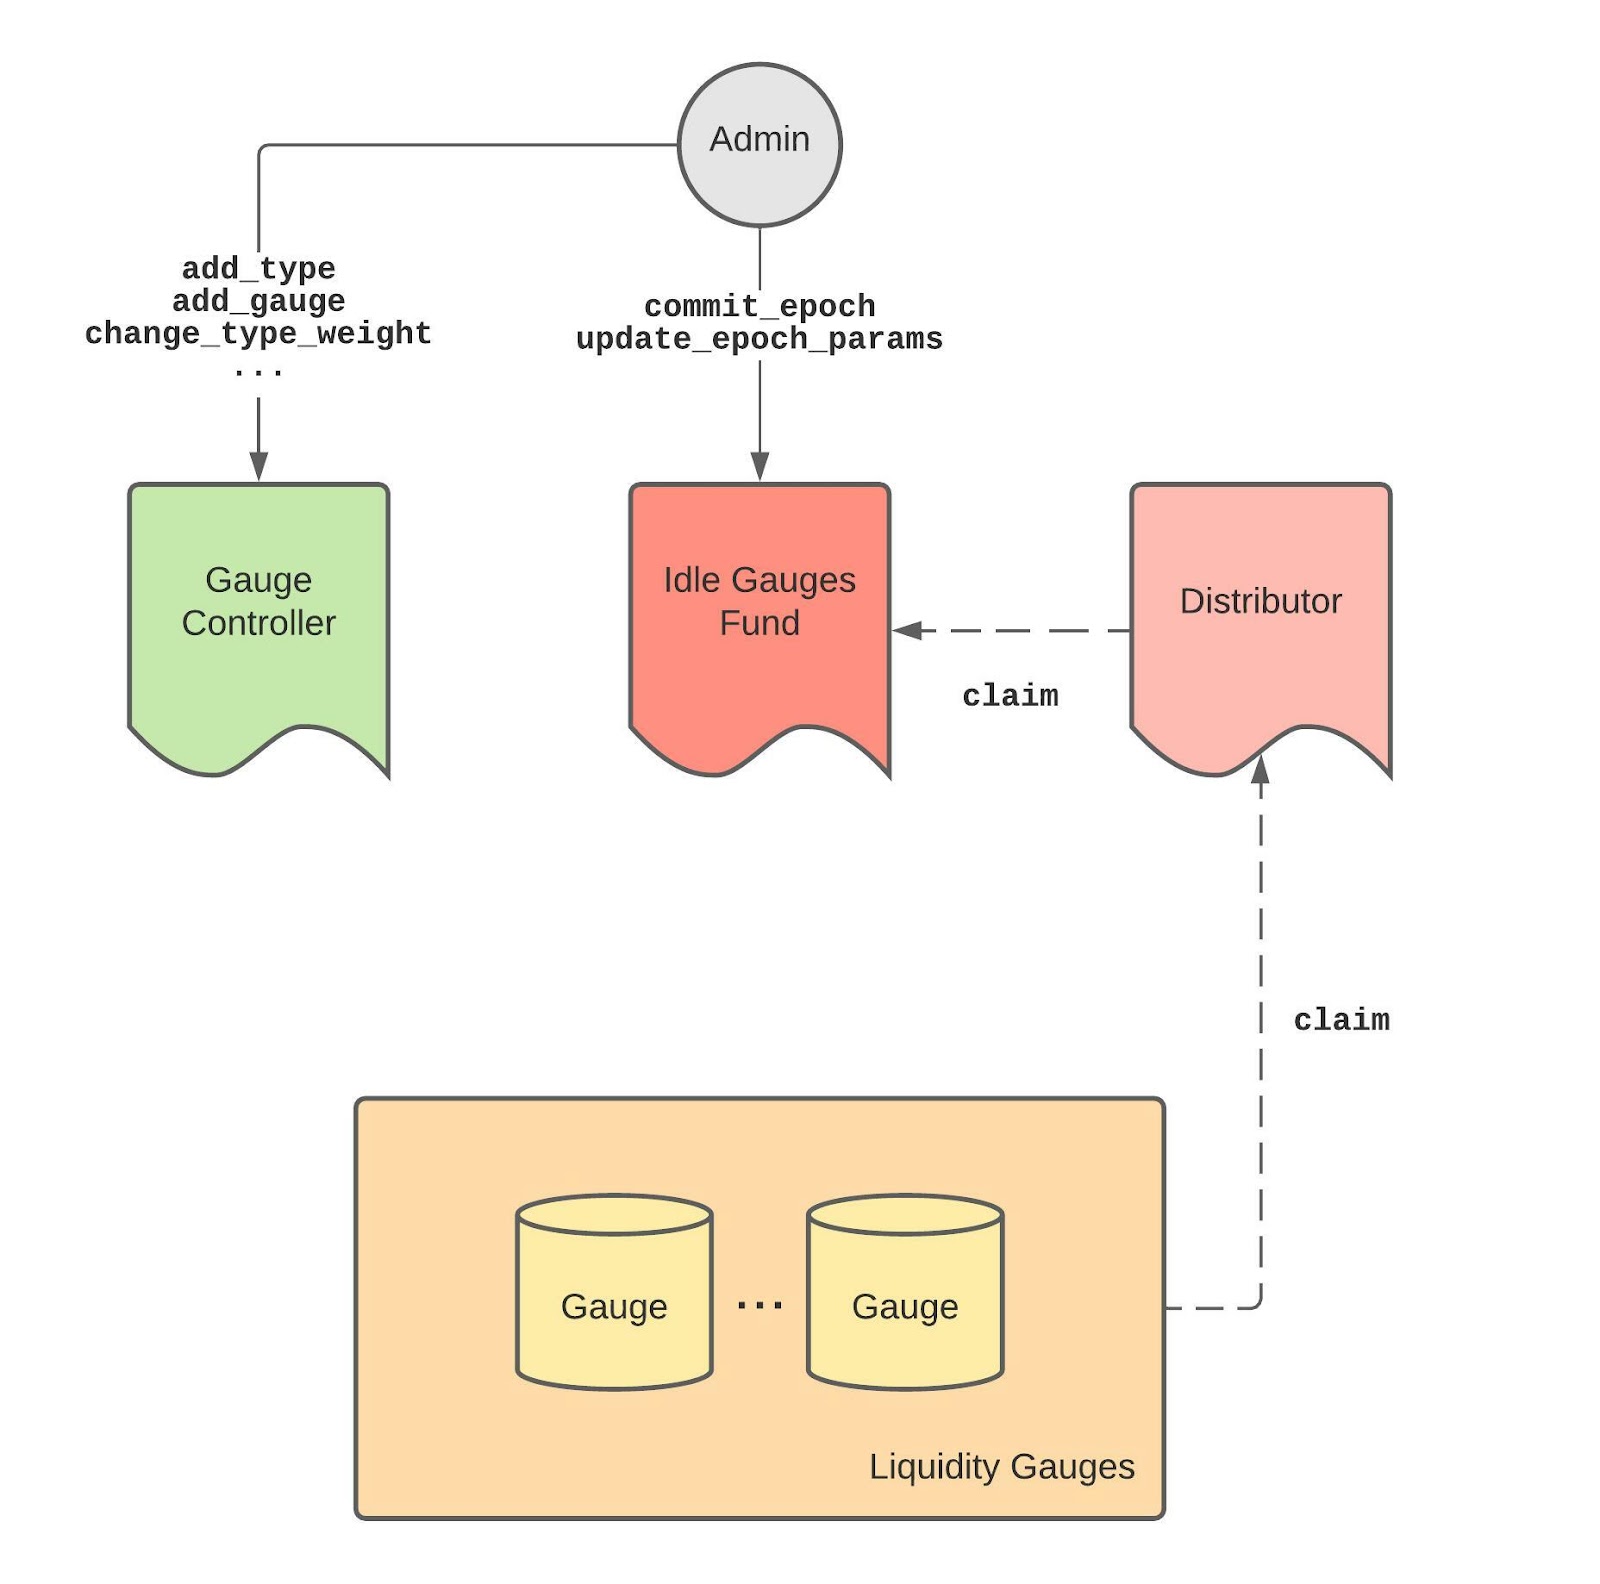 Admin
add_type
add_gauge
change_type_weight
...
commit_epoch
update_epoch_params
Gauge
Controller
Idle Gauges
Fund
Distributor
claim
claim
Gauge
...
Gauge
Liquidity Gauges